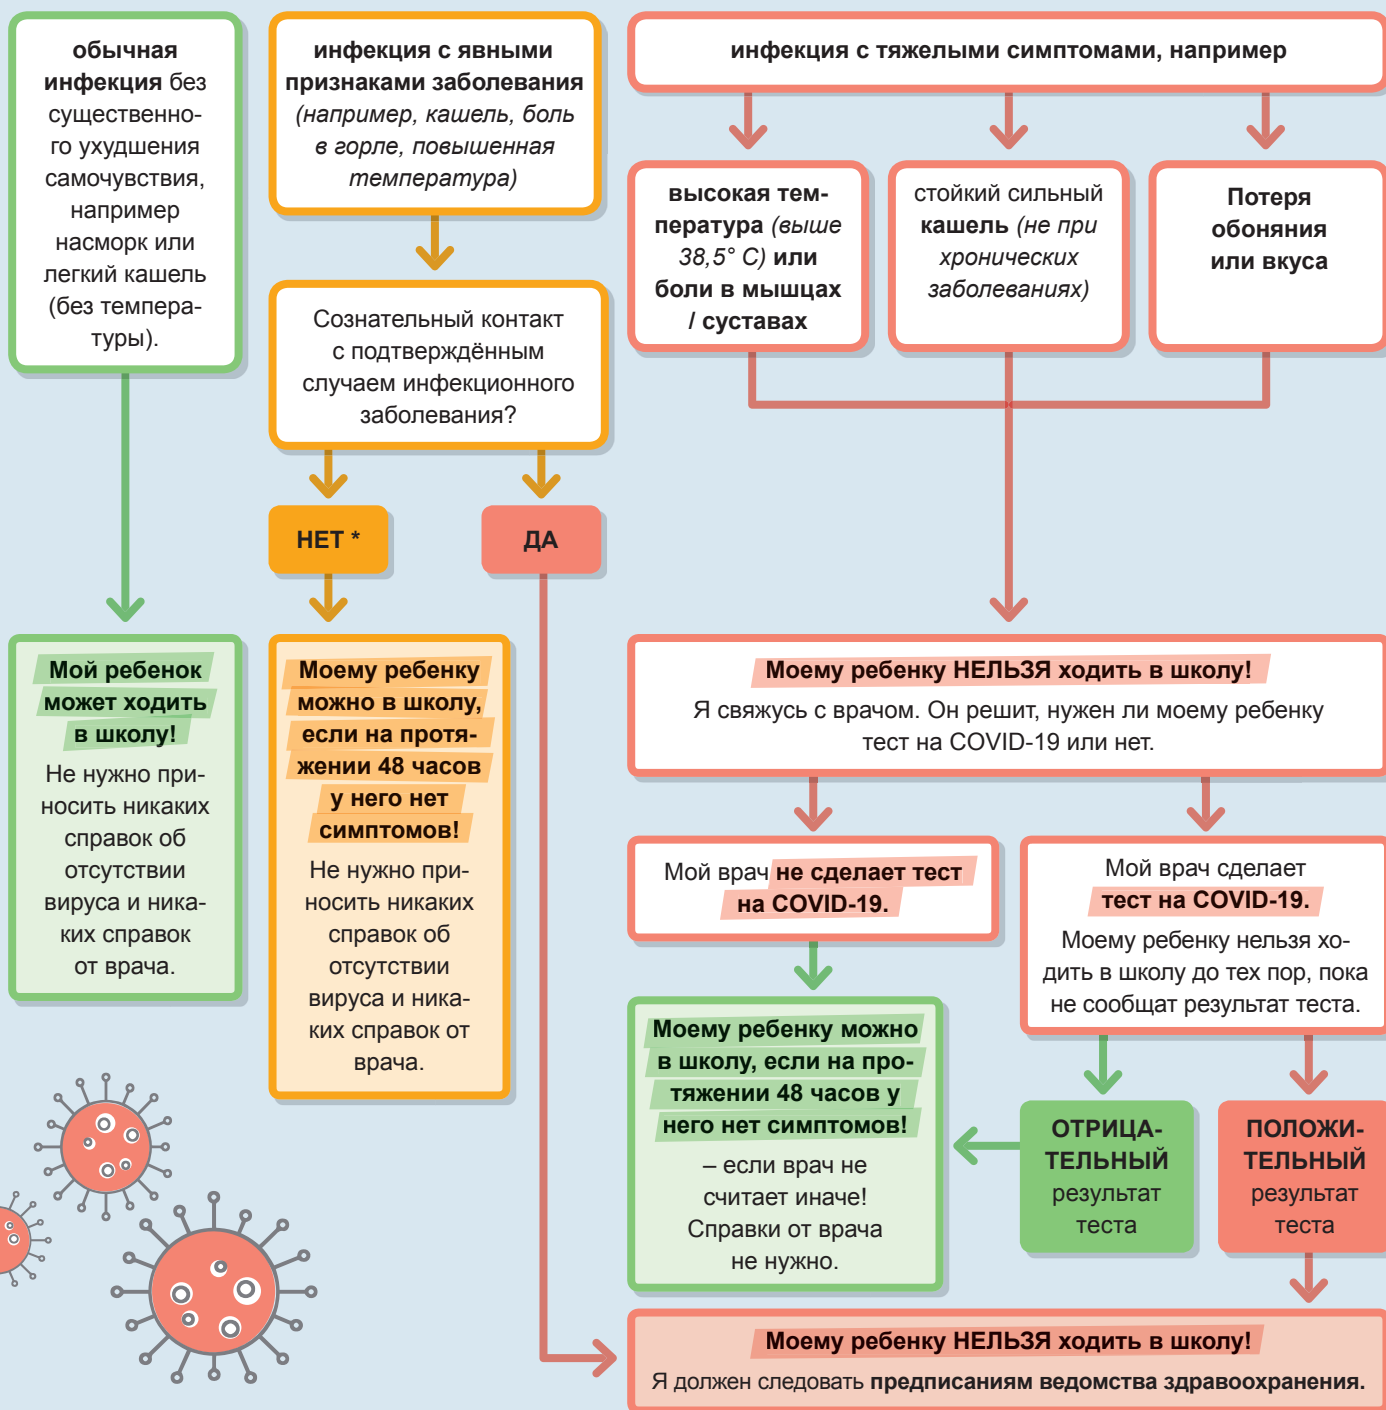 обычная
инфекция без
существенно-
го ухудшения
самочувствия,
например
насморк или
легкий кашель
(без темпера-
туры).
инфекция с явными
признаками заболевания
(например, кашель, боль
в горле, повышенная
температура)
инфекция с тяжелыми симптомами, например
высокая тем-
пература (выше
38,5° C) или
боли в мышцах
/ суставах
стойкий сильный
кашель (не при
хронических
заболеваниях)
Потеря
обоняния
или вкуса
Сознательный контакт
с подтверждённым
случаем инфекционного
заболевания?
НЕТ *
ДА
Мой ребенок
может ходить
в школу!
Не нужно при-
носить никаких
справок об
отсутствии
вируса и ника-
ких справок
от врача.
Моему ребенку
можно в школу,
если на протя-
жении 48 часов
у него нет
симптомов!
Не нужно при-
носить никаких
справок об
отсутствии
вируса и ника-
ких справок от
врача.
Моему ребенку НЕЛЬЗЯ ходить в школу!
Я свяжусь с врачом. Он решит, нужен ли моему ребенку
тест на COVID-19 или нет.
Мой врач не сделает тест
на COVID-19.
Мой врач сделает
тест на COVID-19.
Моему ребенку нельзя хо-
дить в школу до тех пор, пока
не сообщат результат теста.
Моему ребенку можно
в школу, если на про-
тяжении 48 часов у
него нет симптомов!
– если врач не
считает иначе!
Справки от врача
не нужно.
ОТРИЦА-
ТЕЛЬНЫЙ
результат
теста
ПОЛОЖИ-
ТЕЛЬНЫЙ
результат
теста
Моему ребенку НЕЛЬЗЯ ходить в школу!
Я должен следовать предписаниям ведомства здравоохранения.